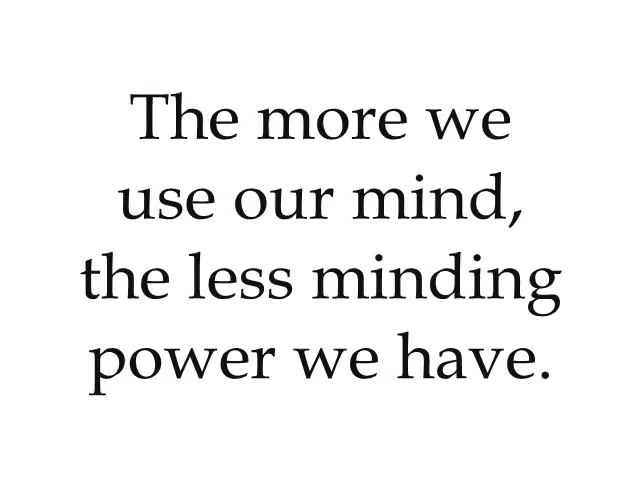 The more we
use our mind,
the less minding
power we have.